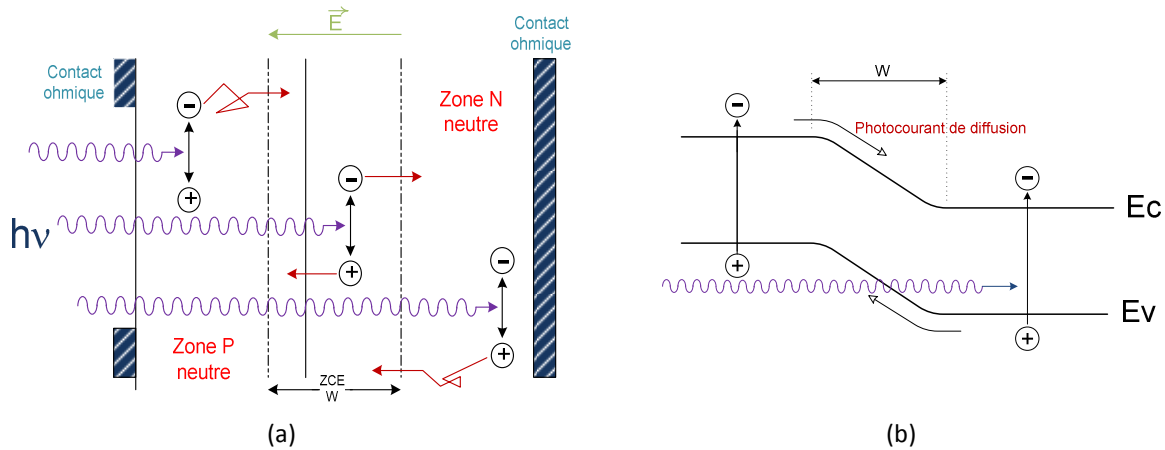 E
Contact
ohmique
Contact
ohmique
Zone N
neutre
hν
Zone P
neutre
ZCE
W
(a)
W
Photocourant de diffusion
Ec
Ev
(b)